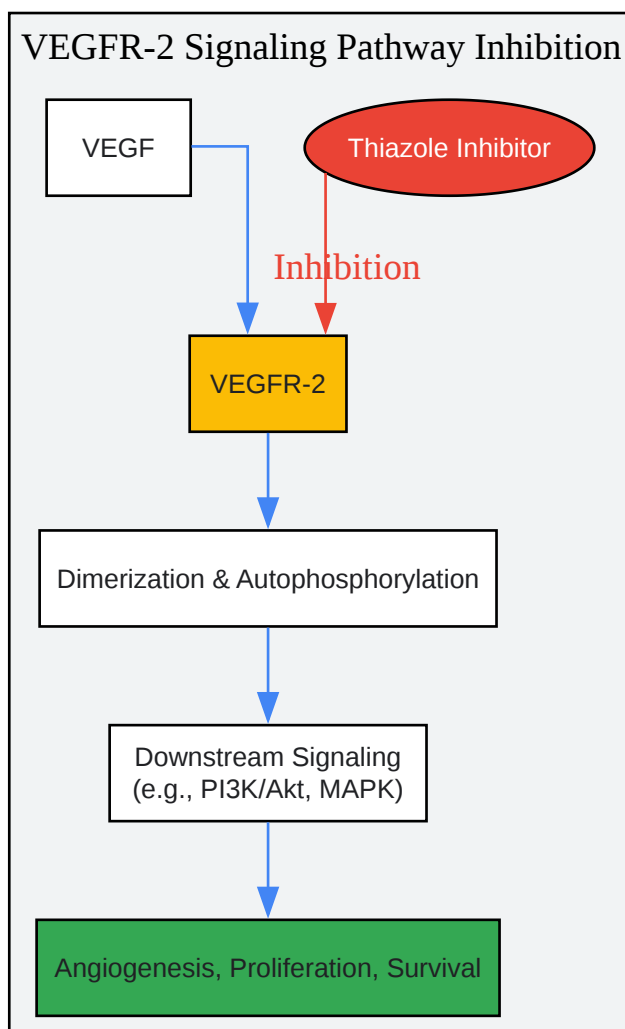 VEGFR-2 Signaling Pathway Inhibition
VEGF
Thiazole Inhibitor
Inhibition
VEGFR-2
Dimerization & Autophosphorylation
Downstream Signaling
(e.g., PI3K/Akt, MAPK)
Angiogenesis, Proliferation, Survival